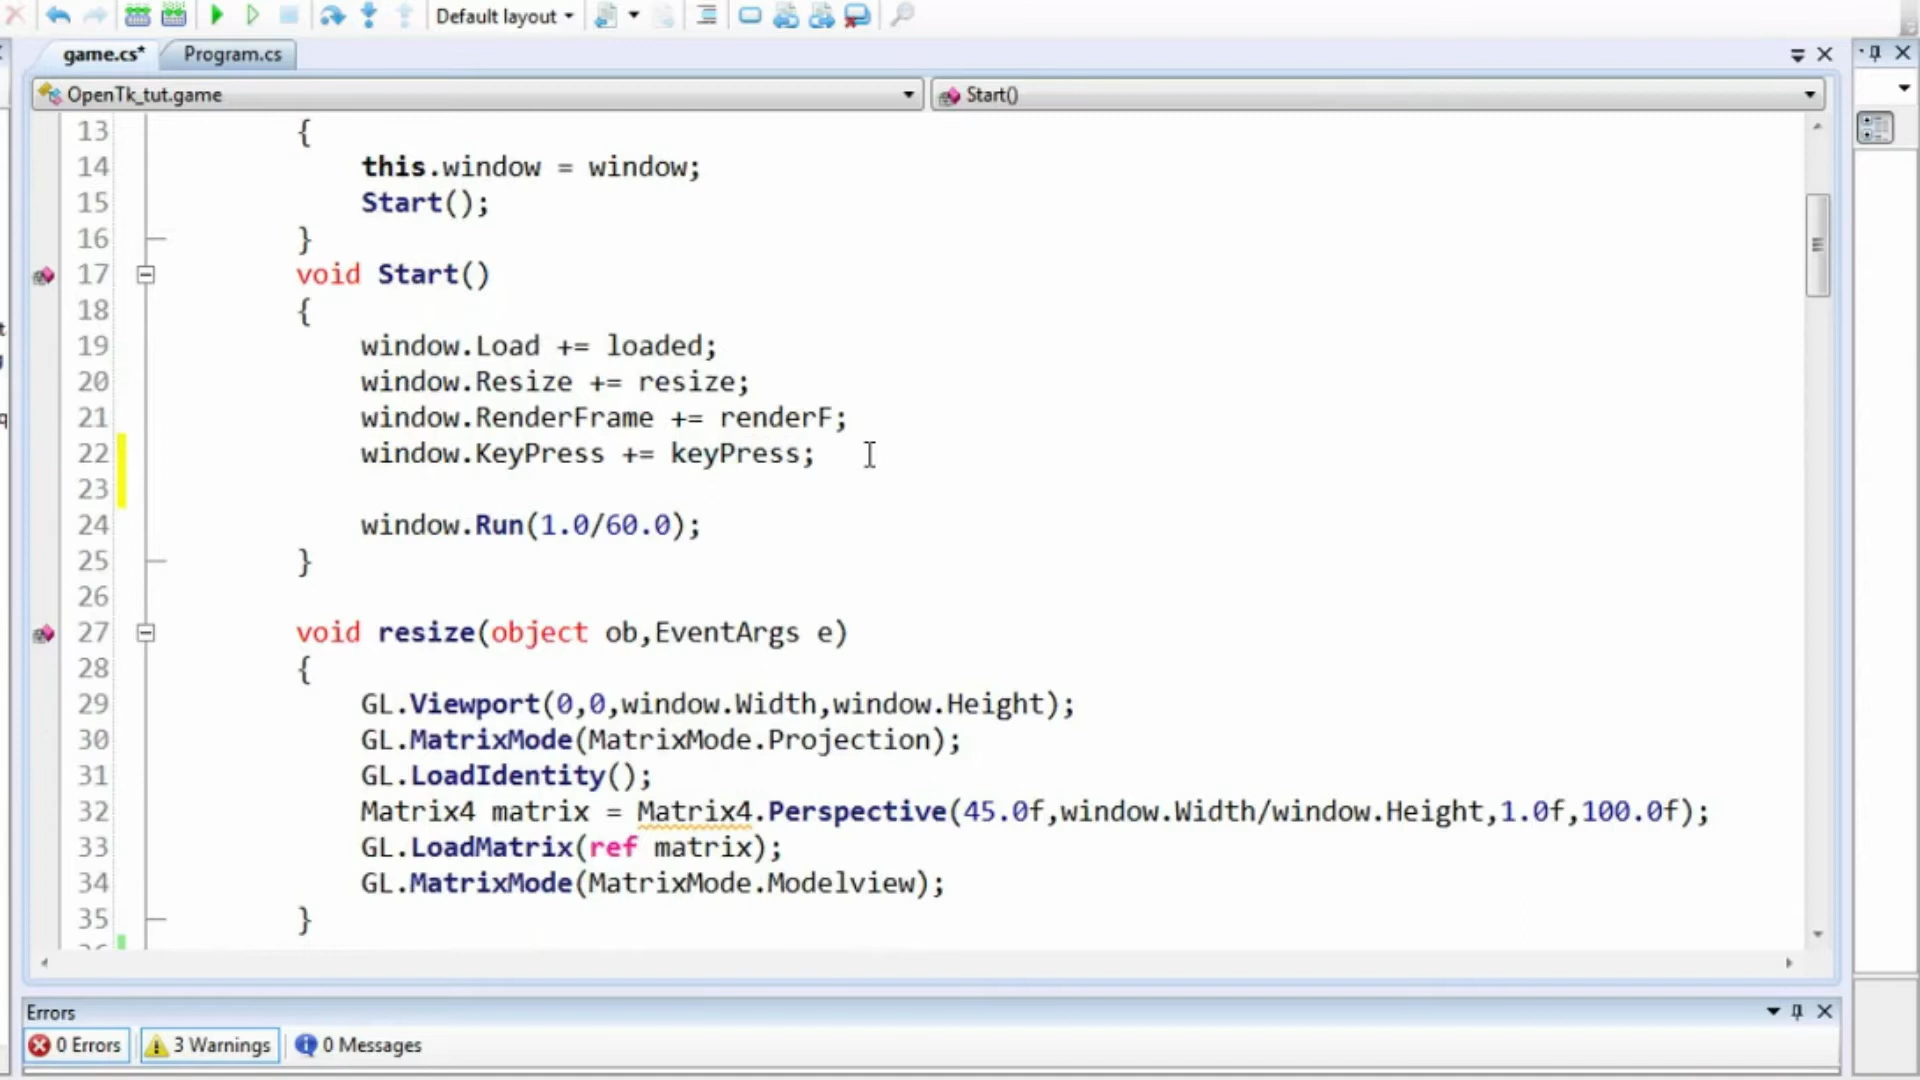 Default layout
game.cs* Program.cs
OpenTk_tut.game Start()
13 {
14 this.window = window;
15 Start();
16 }
17 void Start()
18 {
19 window.Load += loaded;
20 window.Resize += resize;
21 window.RenderFrame += renderF;
22 window.KeyPress += keyPress;
23
24 window.Run(1.0/60.0);
25 }
26
27 void resize(object ob,EventArgs e)
28 {
29 GL.Viewport(0,0,window.Width,window.Height);
30 GL.MatrixMode(MatrixMode.Projection);
31 GL.LoadIdentity();
32 Matrix4 matrix = Matrix4.Perspective(45.0f,window.Width/window.Height,1.0f,100.0f);
33 GL.LoadMatrix(ref matrix);
34 GL.MatrixMode(MatrixMode.Modelview);
35 }
Errors
0 Errors 3 Warnings 0 Messages